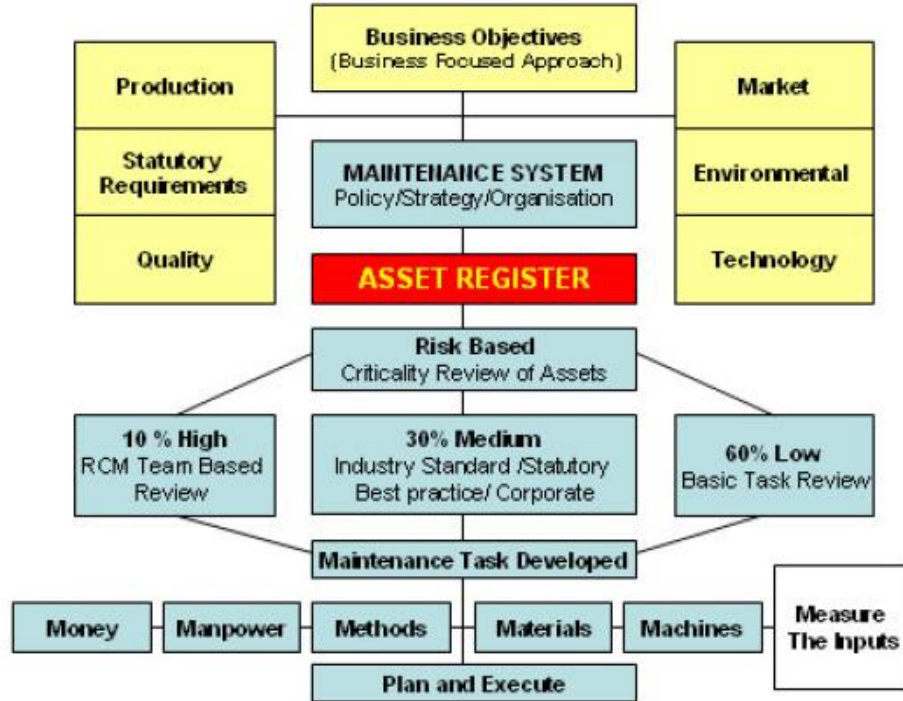 Business Objectives
(Business Focused Approach)
Production
Statutory
Requirements
Quality
Market
Environmental
Technology
MAINTENANCE SYSTEM
Policy/Strategy/Organisation
ASSET REGISTER
Risk Based
Criticality Review of Assets
10 % High
RCM Team Based
Review
30% Medium
Industry Standard /Statutory
Best practice/ Corporate
60% Low
Basic Task Review
Maintenance Task Developed
Money
Manpower
Methods
Materials
Machines
Measure
The Inputs
Plan and Execute